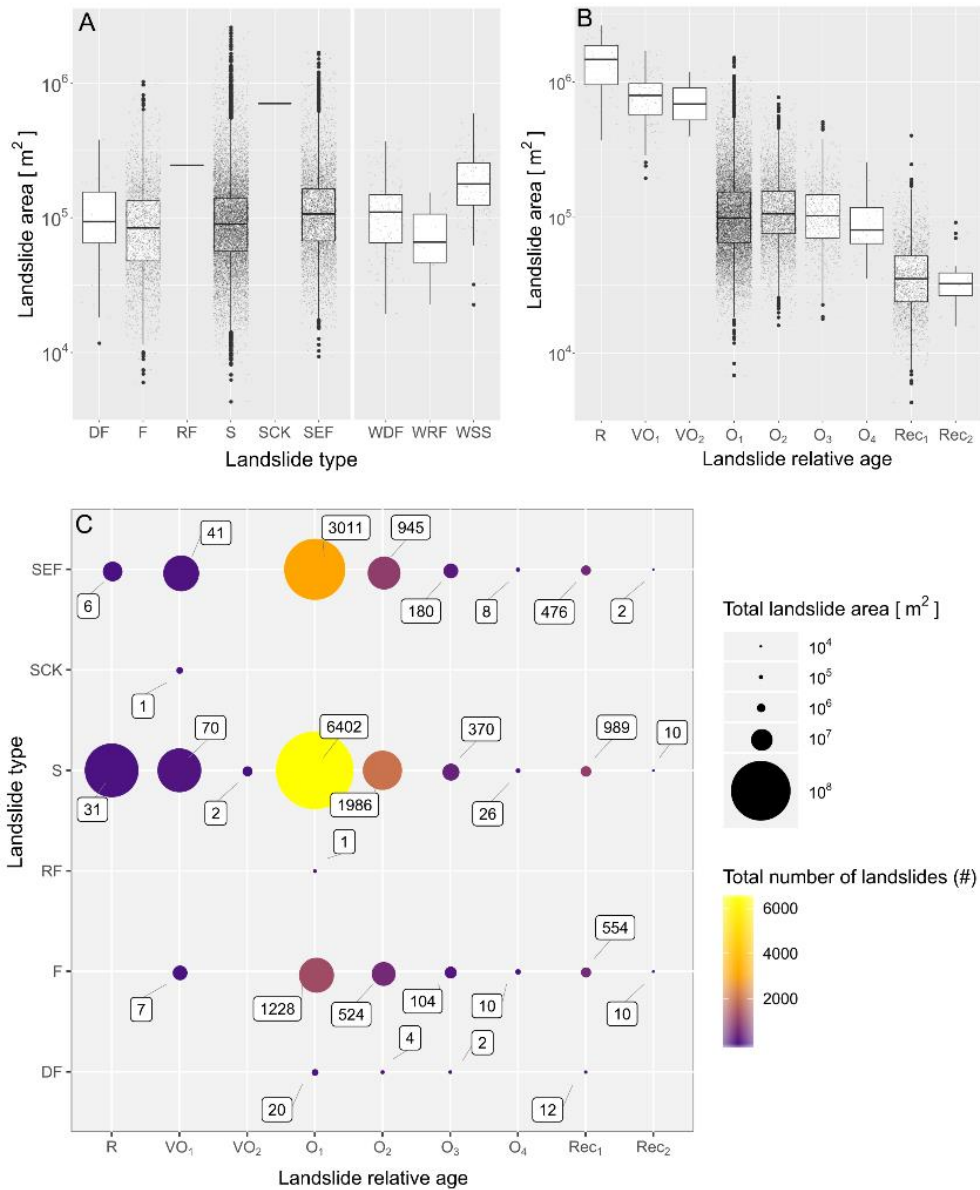 A
Landslide area [ m² ]
10⁶
10⁵
10⁴
DF F RF S SCK SEF WDF WRF WSS
Landslide type
B
Landslide area [ m² ]
10⁶
10⁵
10⁴
R VO₁ VO₂ O₁ O₂ O₃ O₄ Rec₁ Rec₂
Landslide relative age
C
Landslide type
41 3011 945
SEF
6 180 8 476 2
SCK
1
70 6402 370 989 10
S
31 2 1986 26
1
RF
554
F
7 1228 524 104 10 10
4 2
DF
20 12
R VO₁ VO₂ O₁ O₂ O₃ O₄ Rec₁ Rec₂
Landslide relative age
Total landslide area [ m² ]
10⁴
10⁵
10⁶
10⁷
10⁸
Total number of landslides (#)
6000
4000
2000